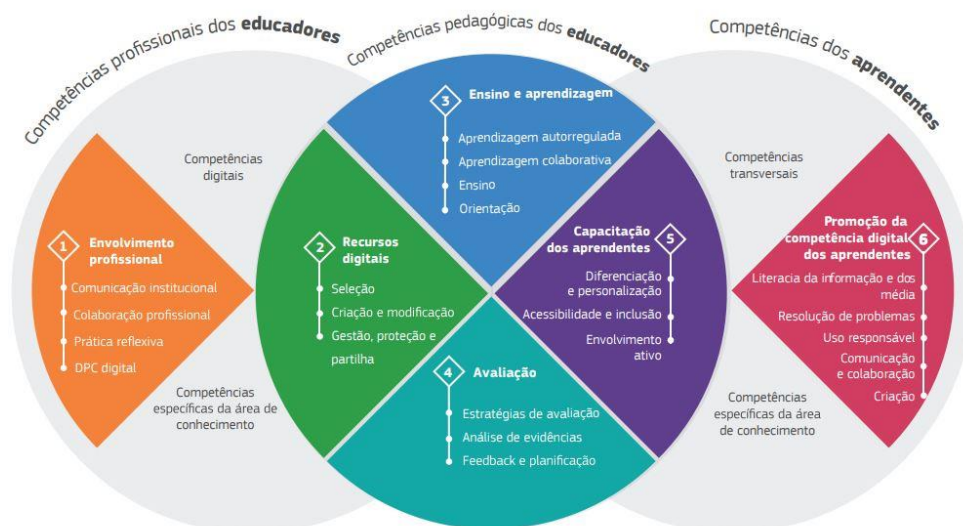 Competências profissionais dos educadores
Competências pedagógicas dos educadores
Competências dos aprendentes
Competências
digitais
Competências
específicas da área de
conhecimento
1
Envolvimento
profissional
Comunicação institucional
Colaboração profissional
Prática reflexiva
DPC digital
2
Recursos
digitais
Seleção
Criação e modificação
Gestão, proteção e
partilha
3
Ensino e aprendizagem
Aprendizagem autorregulada
Aprendizagem colaborativa
Ensino
Orientação
4
Avaliação
Estratégias de avaliação
Análise de evidências
Feedback e planificação
Capacitação
dos aprendentes
5
Diferenciação
e personalização
Acessibilidade e inclusão
Envolvimento
ativo
Competências
transversais
Competências
específicas da área
de conhecimento
Promoção da
competência digital
dos aprendentes
6
Literacia da informação e dos
média
Resolução de problemas
Uso responsável
Comunicação
e colaboração
Criação